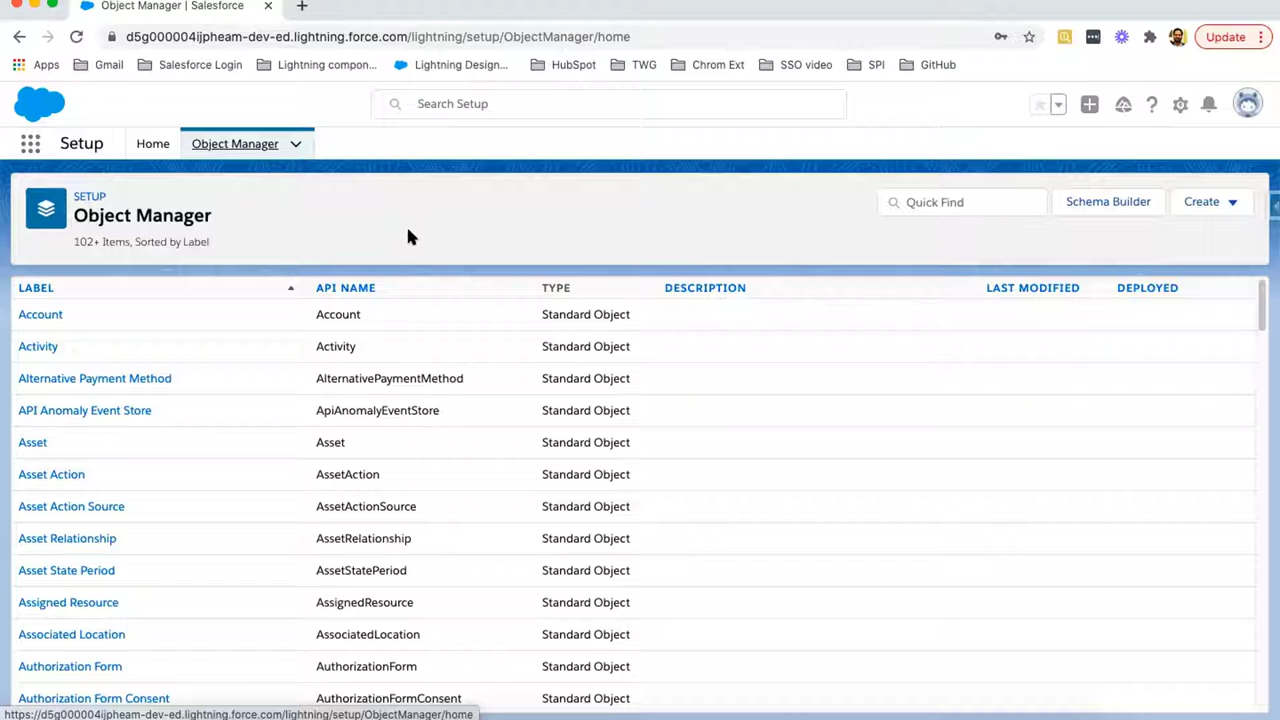 Object Manager | Salesforce
d5g000004ijpheam-dev-ed.lightning.force.com/lightning/setup/ObjectManager/home
Update
Apps Gmail Salesforce Login Lightning compon... Lightning Design... HubSpot TWG Chrom Ext SSO video SPI GitHub
Search Setup
Setup Home Object Manager
SETUP
Object Manager
102+ Items, Sorted by Label
Quick Find Schema Builder Create
LABEL API NAME TYPE DESCRIPTION LAST MODIFIED DEPLOYED
Account Account Standard Object
Activity Activity Standard Object
Alternative Payment Method AlternativePaymentMethod Standard Object
API Anomaly Event Store ApiAnomalyEventStore Standard Object
Asset Asset Standard Object
Asset Action AssetAction Standard Object
Asset Action Source AssetActionSource Standard Object
Asset Relationship AssetRelationship Standard Object
Asset State Period AssetStatePeriod Standard Object
Assigned Resource AssignedResource Standard Object
Associated Location AssociatedLocation Standard Object
Authorization Form AuthorizationForm Standard Object
Authorization Form Consent AuthorizationFormConsent Standard Object
https://d5g000004ijpheam-dev-ed.lightning.force.com/lightning/setup/ObjectManager/home